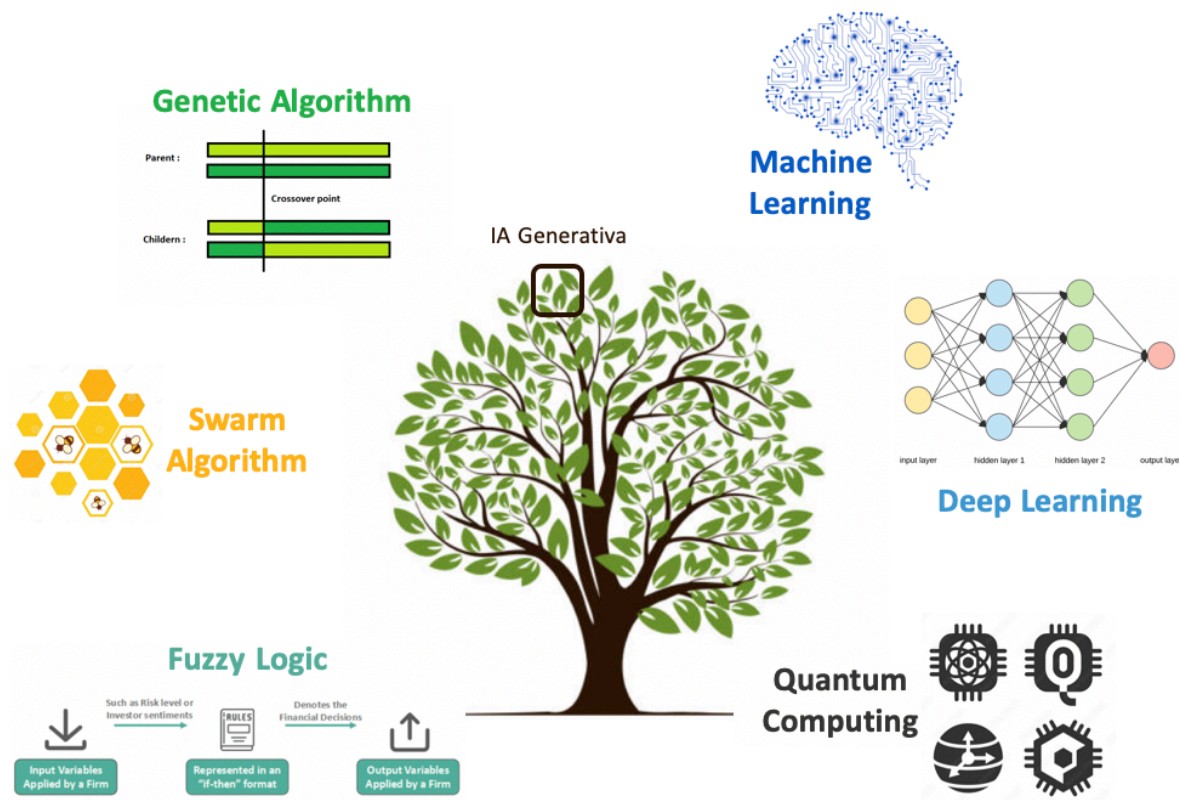 Genetic Algorithm
Parent :
Crossover point
Childern :
Machine
Learning
IA Generativa
input layer
hidden layer 1
hidden layer 2
output laye
Deep Learning
Swarm
Algorithm
Fuzzy Logic
Such as Risk level or
Investor sentiments
RULES
Denotes the
Financial Decisions
Input Variables
Applied by a Firm
Represented in an
"if-then" format
Output Variables
Applied by a Firm
Quantum
Computing
Q